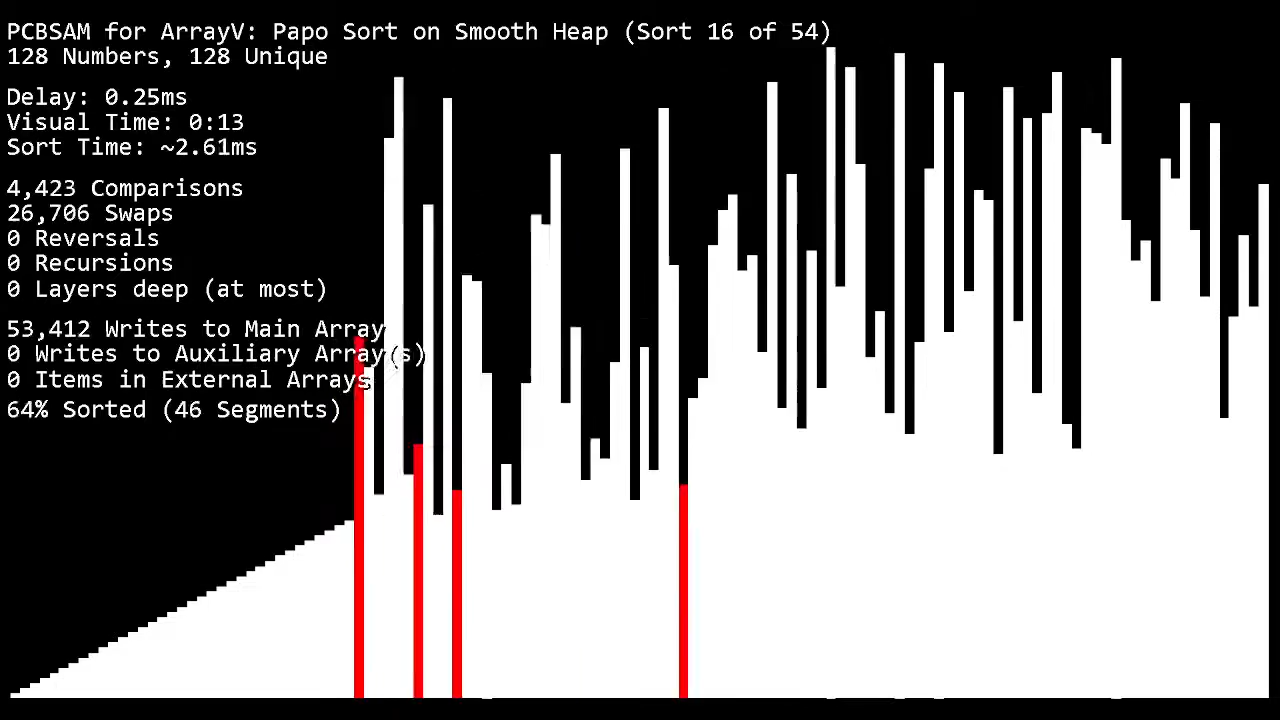 PCBSAM for ArrayV: Papo Sort on Smooth Heap (Sort 16 of 54)
128 Numbers, 128 Unique
Delay: 0.25ms
Visual Time: 0:13
Sort Time: ~2.61ms
4,423 Comparisons
26,706 Swaps
0 Reversals
0 Recursions
0 Layers deep (at most)
53,412 Writes to Main Array
0 Writes to Auxiliary Array(s)
0 Items in External Arrays
64% Sorted (46 Segments)